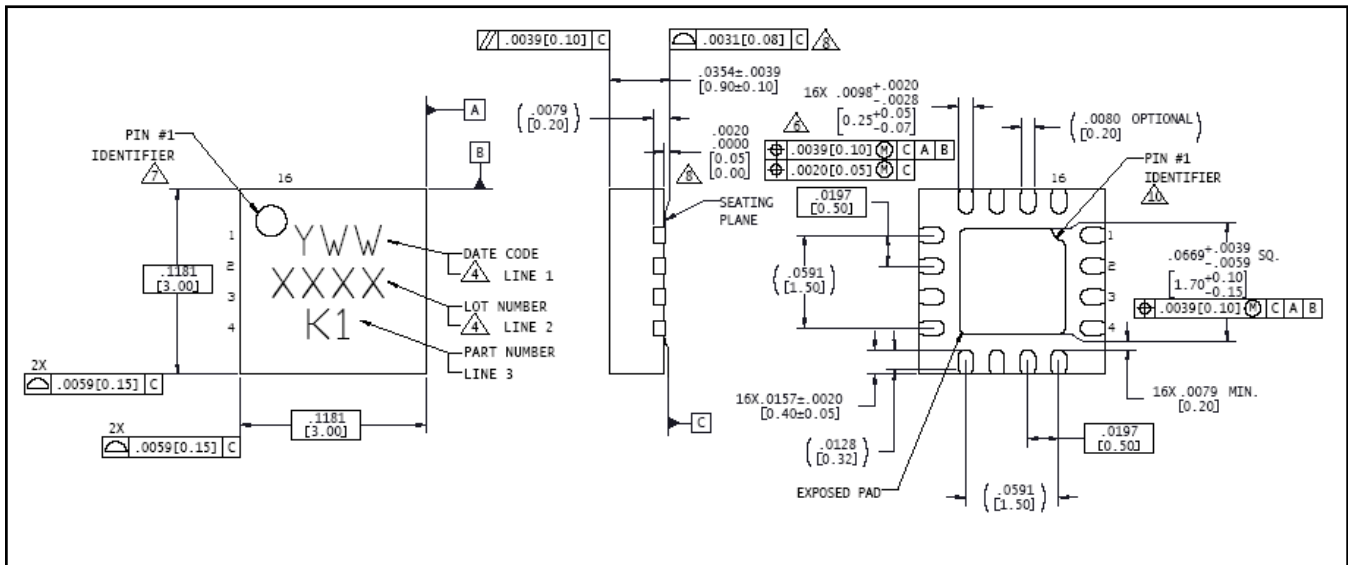 // .0039[0.10] C
⌓ .0031[0.08] C 8
.0354±.0039
[0.90±0.10]
(.0079
[0.20])
.0020
.0000
[0.05
0.00]
8
SEATING
PLANE
C
A
B
PIN #1
IDENTIFIER
7
16
1
2
3
4
YWW
XXXX
K1
DATE CODE
4 LINE 1
LOT NUMBER
4 LINE 2
PART NUMBER
LINE 3
.1181
[3.00]
2X
⌓ .0059[0.15] C
2X
⌓ .0059[0.15] C
.1181
[3.00]
16X .0098 +.0020 -.0028
[0.25 +0.05 -0.07]
6
⌖ .0039[0.10] Ⓜ C A B
⌖ .0020[0.05] Ⓜ C
(.0080 OPTIONAL
[0.20])
PIN #1
IDENTIFIER
10
16
.0197
[0.50]
(.0591
[1.50])
1
2
3
4
.0669 +.0039 -.0059 SQ.
[1.70 +0.10 -0.15]
⌖ .0039[0.10] Ⓜ C A B
16X.0157±.0020
[0.40±0.05]
(.0128
[0.32])
EXPOSED PAD
16X .0079 MIN.
[0.20]
.0197
[0.50]
(.0591
[1.50])